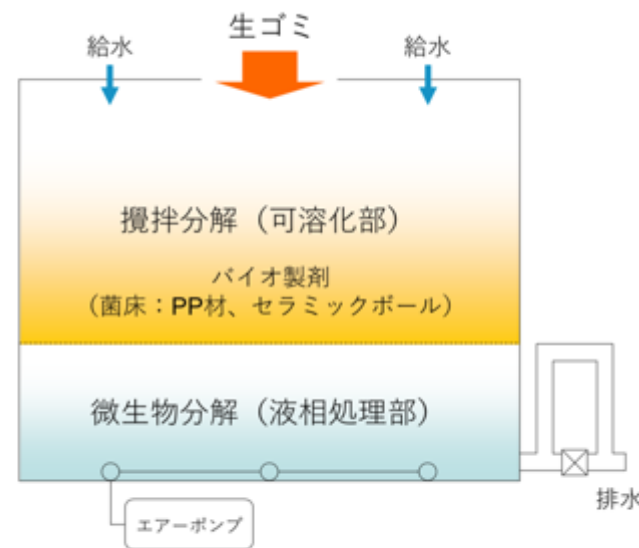 生ゴミ
給水
給水
攪拌分解（可溶化部）
バイオ製剤
（菌床：PP材、セラミックボール）
微生物分解（液相処理部）
排水
エアーポンプ